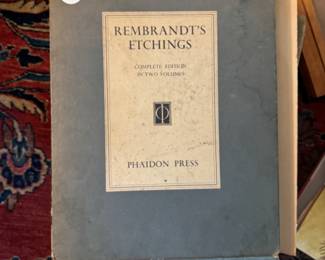 REMBRANDT'S
ETCHINGS
COMPLETE EDITION
IN TWO VOLUMES
PHAIDON PRESS